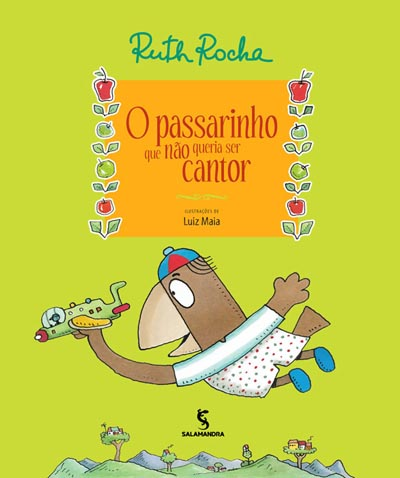 Ruth Rocha
O passarinho
que não queria ser
cantor
ILUSTRAÇÕES DE
Luiz Maia
SALAMANDRA